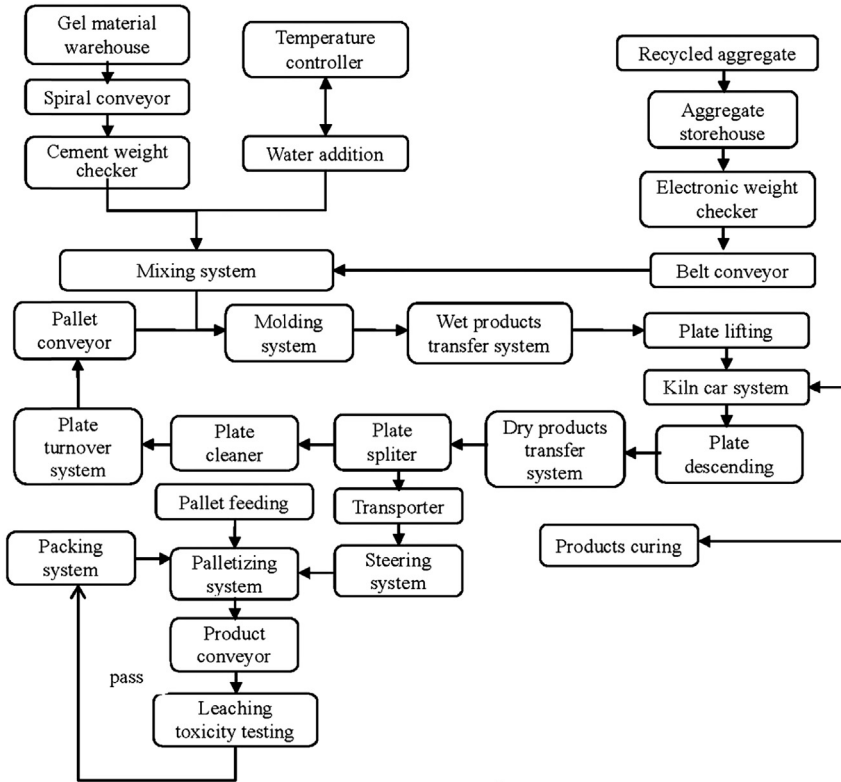 Gel material
warehouse
Temperature
controller
Recycled aggregate
Spiral conveyor
Aggregate
storehouse
Cement weight
checker
Water addition
Electronic weight
checker
Mixing system
Belt conveyor
Pallet
conveyor
Molding
system
Wet products
transfer system
Plate lifting
Kiln car system
Plate
turnover
system
Plate
cleaner
Plate
spliter
Dry products
transfer
system
Plate
descending
Pallet feeding
Transporter
Packing
system
Palletizing
system
Steering
system
Products curing
Product
conveyor
pass
Leaching
toxicity testing